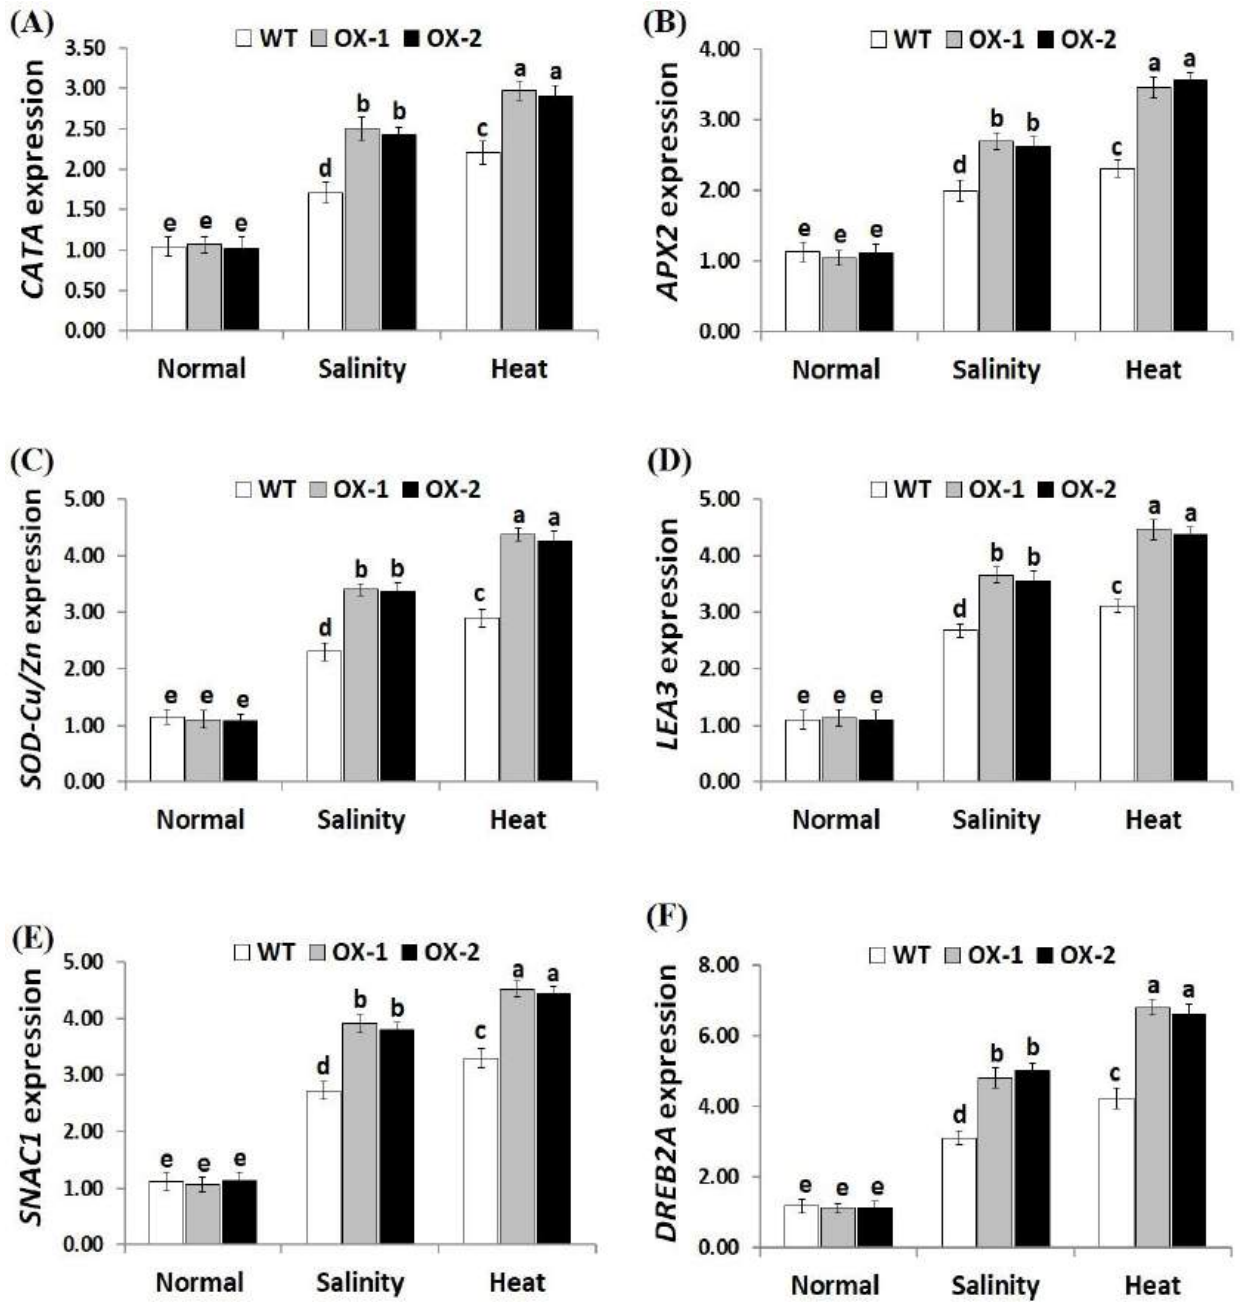 (A)
WT OX-1 OX-2
CATA expression
3.50
3.00
2.50
2.00
1.50
1.00
0.50
0.00
e e e
d b b
c a a
Normal Salinity Heat
(B)
WT OX-1 OX-2
APX2 expression
4.00
3.00
2.00
1.00
0.00
e e e
d b b
c a a
Normal Salinity Heat
(C)
WT OX-1 OX-2
SOD-Cu/Zn expression
5.00
4.00
3.00
2.00
1.00
0.00
e e e
d b b
c a a
Normal Salinity Heat
(D)
WT OX-1 OX-2
LEA3 expression
5.00
4.00
3.00
2.00
1.00
0.00
e e e
d b b
c a a
Normal Salinity Heat
(E)
WT OX-1 OX-2
SNAC1 expression
5.00
4.00
3.00
2.00
1.00
0.00
e e e
d b b
c a a
Normal Salinity Heat
(F)
WT OX-1 OX-2
DREB2A expression
8.00
6.00
4.00
2.00
0.00
e e e
d b b
c a a
Normal Salinity Heat